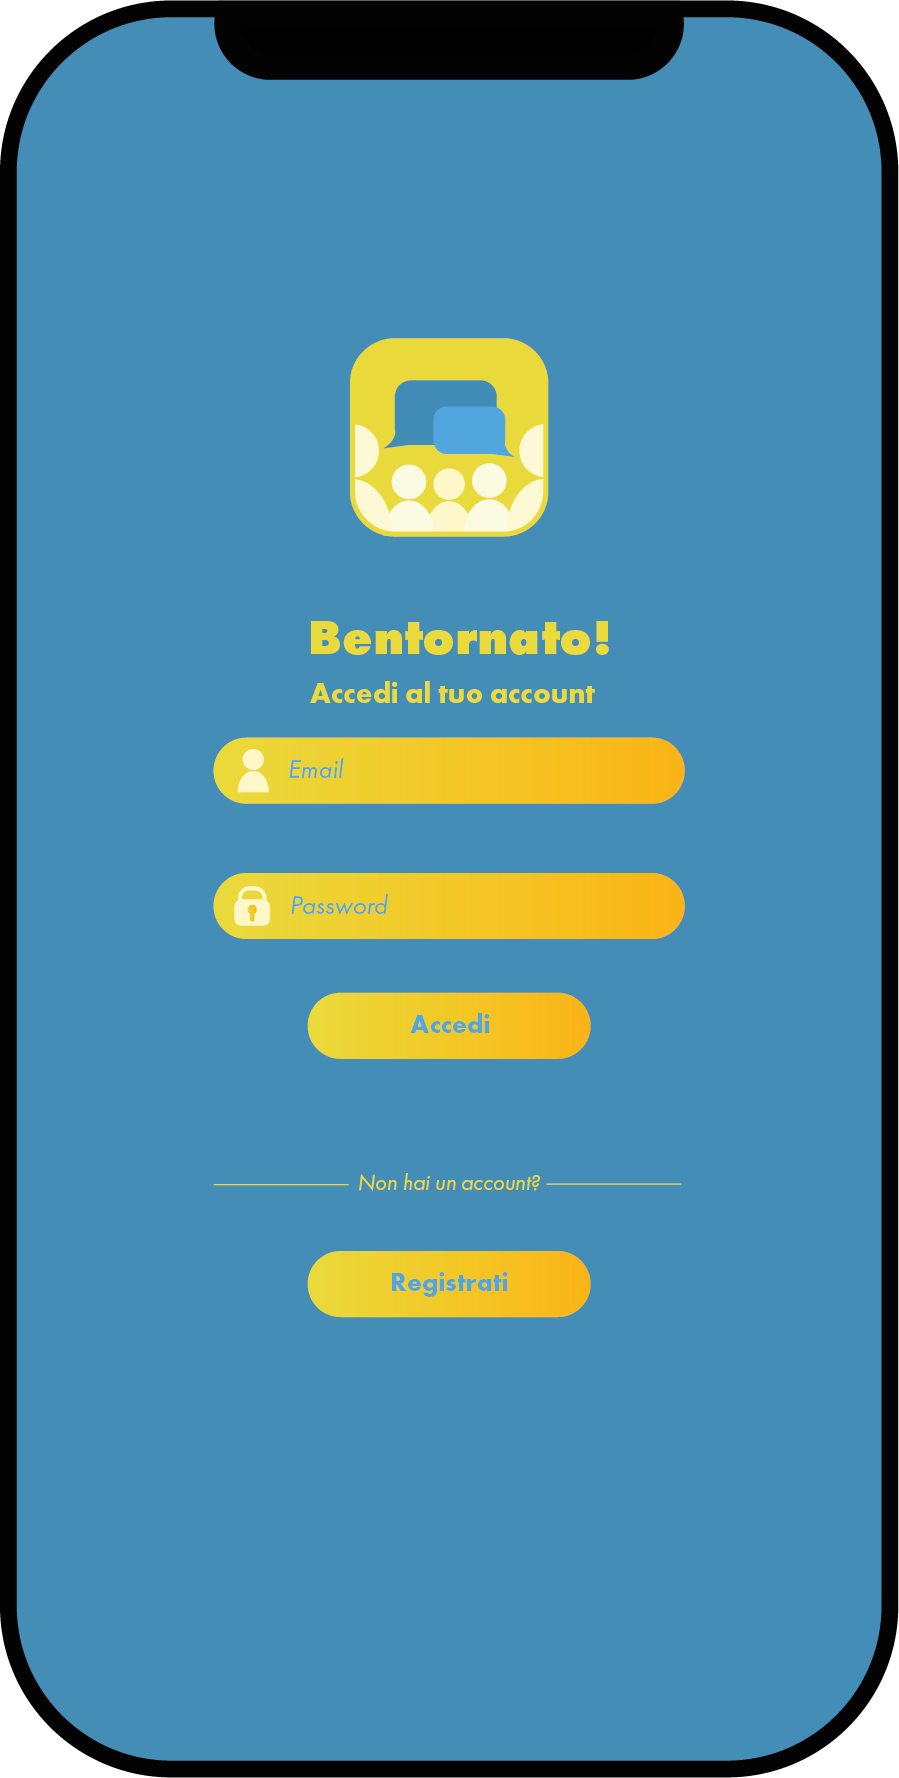 Bentornato!
Accedi al tuo account
Email
Password
Accedi
Non hai un account?
Registrati